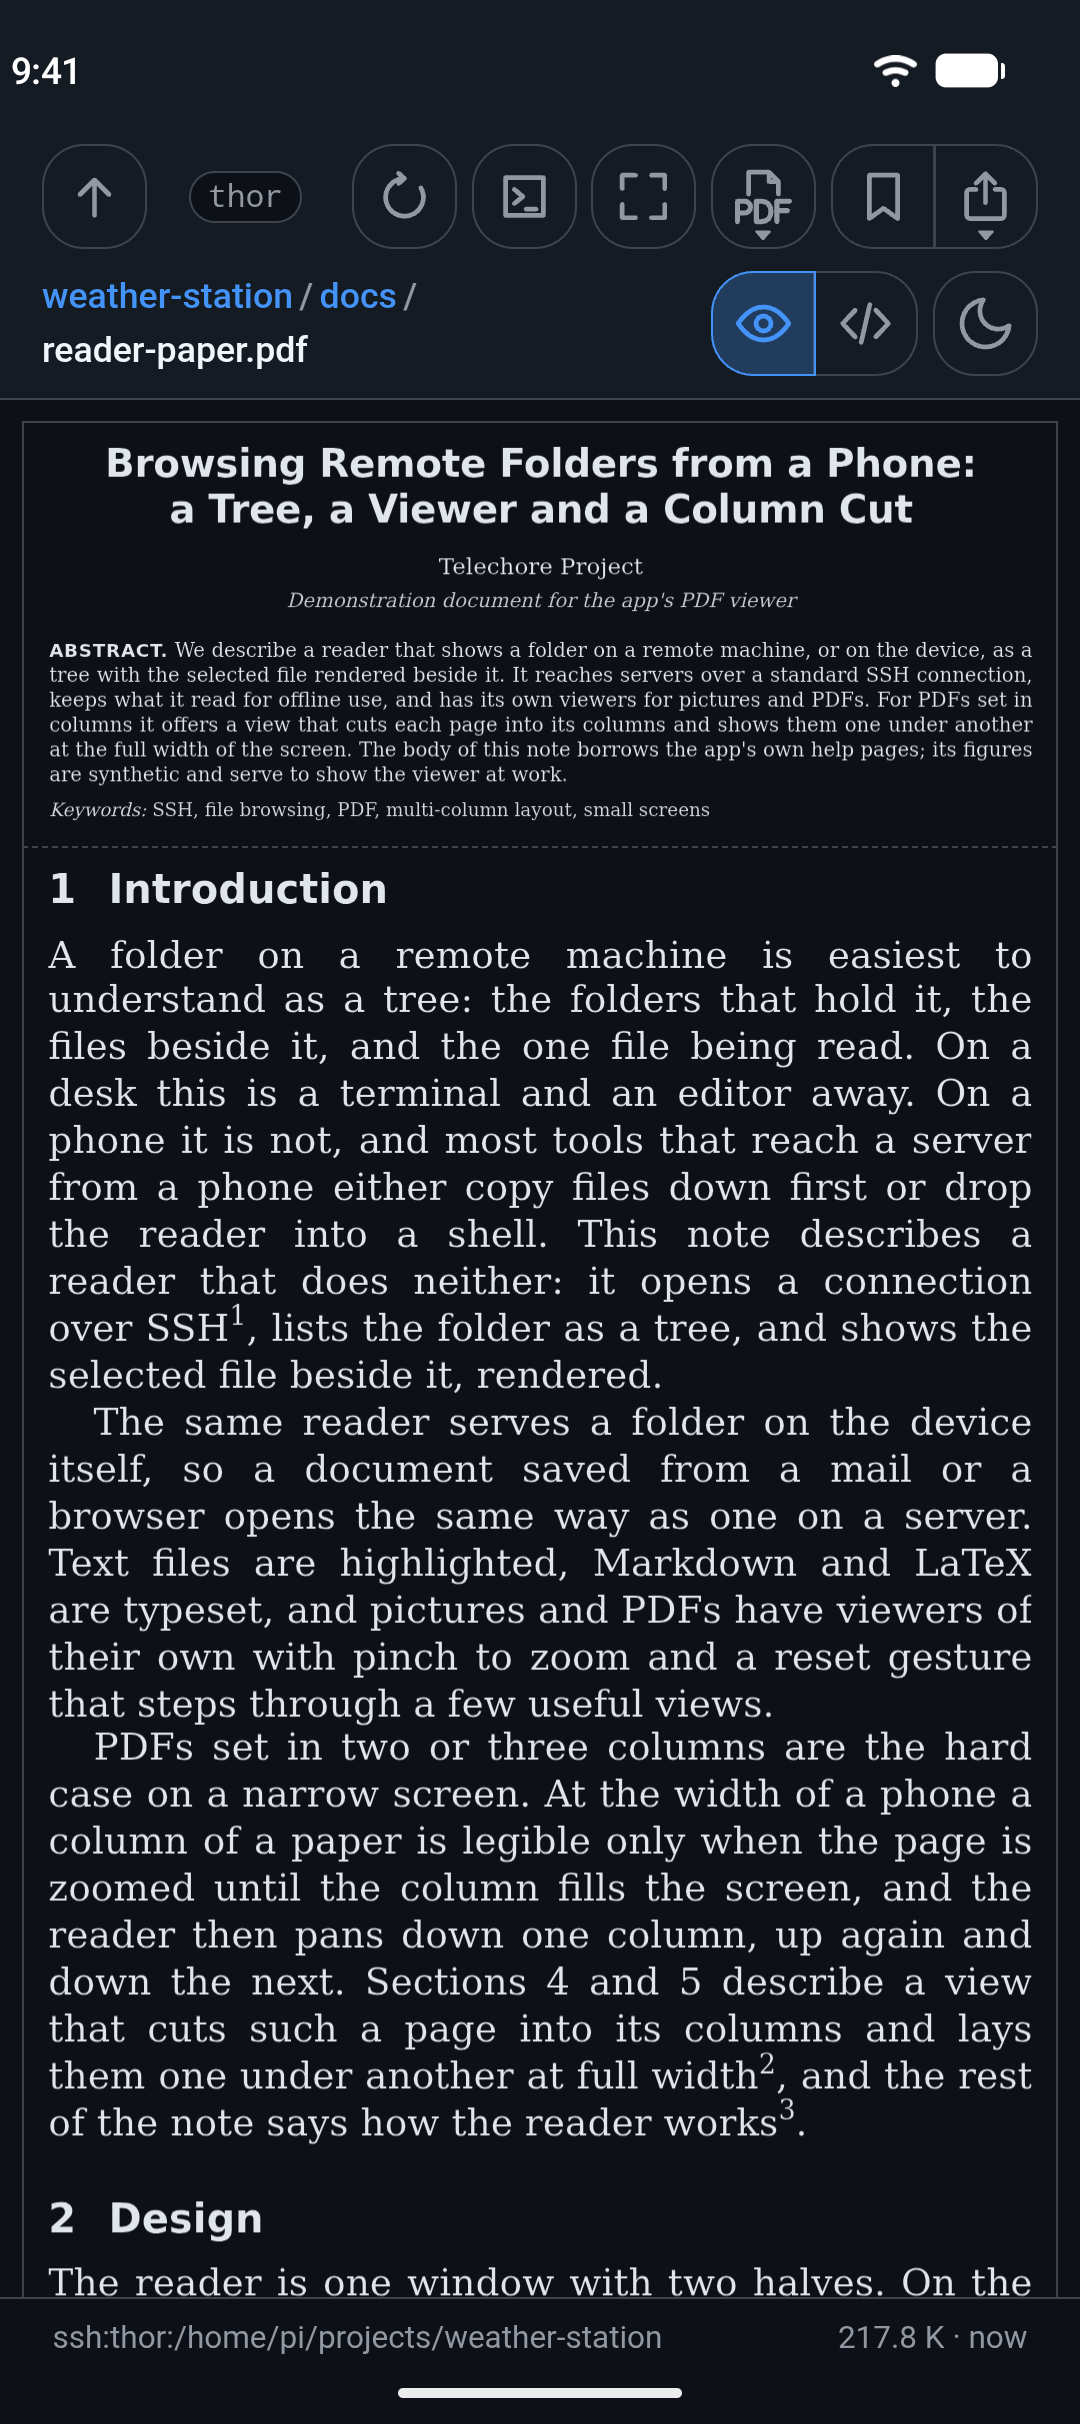 9:41
thor
PDF
weather-station / docs /
reader-paper.pdf
Browsing Remote Folders from a Phone:
a Tree, a Viewer and a Column Cut
Telechore Project
Demonstration document for the app's PDF viewer
ABSTRACT. We describe a reader that shows a folder on a remote machine, or on the device, as a
tree with the selected file rendered beside it. It reaches servers over a standard SSH connection,
keeps what it read for offline use, and has its own viewers for pictures and PDFs. For PDFs set in
columns it offers a view that cuts each page into its columns and shows them one under another
at the full width of the screen. The body of this note borrows the app's own help pages; its figures
are synthetic and serve to show the viewer at work.
Keywords: SSH, file browsing, PDF, multi-column layout, small screens
1 Introduction
A folder on a remote machine is easiest to
understand as a tree: the folders that hold it, the
files beside it, and the one file being read. On a
desk this is a terminal and an editor away. On a
phone it is not, and most tools that reach a server
from a phone either copy files down first or drop
the reader into a shell. This note describes a
reader that does neither: it opens a connection
over SSH1, lists the folder as a tree, and shows the
selected file beside it, rendered.
The same reader serves a folder on the device
itself, so a document saved from a mail or a
browser opens the same way as one on a server.
Text files are highlighted, Markdown and LaTeX
are typeset, and pictures and PDFs have viewers of
their own with pinch to zoom and a reset gesture
that steps through a few useful views.
PDFs set in two or three columns are the hard
case on a narrow screen. At the width of a phone a
column of a paper is legible only when the page is
zoomed until the column fills the screen, and the
reader then pans down one column, up again and
down the next. Sections 4 and 5 describe a view
that cuts such a page into its columns and lays
them one under another at full width2, and the rest
of the note says how the reader works3.
2 Design
The reader is one window with two halves. On the
ssh:thor:/home/pi/projects/weather-station
217.8 K · now